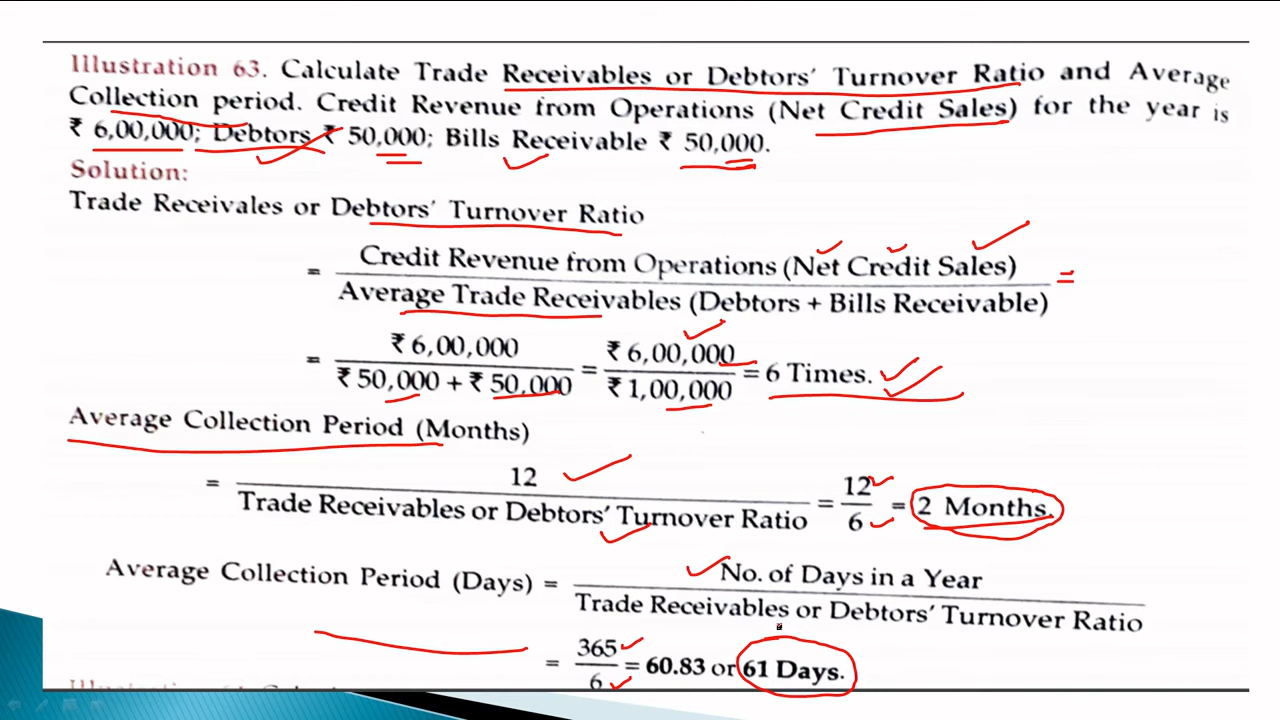 Illustration 63. Calculate Trade Receivables or Debtors' Turnover Ratio and Average
Collection period. Credit Revenue from Operations (Net Credit Sales) for the year is
₹ 6,00,000; Debtors ₹ 50,000; Bills Receivable ₹ 50,000.
Solution:
Trade Receivales or Debtors' Turnover Ratio
= Credit Revenue from Operations (Net Credit Sales) =
Average Trade Receivables (Debtors + Bills Receivable)
= ₹ 6,00,000 = ₹ 6,00,000 = 6 Times.
₹ 50,000 + ₹ 50,000 ₹ 1,00,000
Average Collection Period (Months)
= 12 = 12 = 2 Months.
Trade Receivables or Debtors' Turnover Ratio 6
Average Collection Period (Days) = No. of Days in a Year
Trade Receivables or Debtors' Turnover Ratio
= 365 = 60.83 or 61 Days.
6